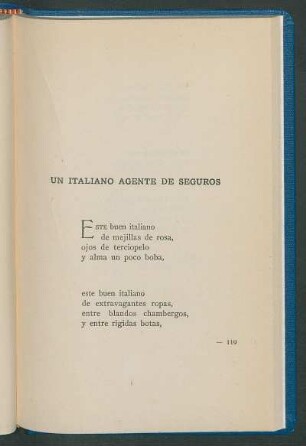 UN ITALIANO AGENTE DE SEGUROS
ESTE buen italiano
de mejillas de rosa,
ojos de terciopelo
y alma un poco boba,
este buen italiano
de extravagantes ropas,
entre blandos chambergos,
y entre rígidas botas,
— 119